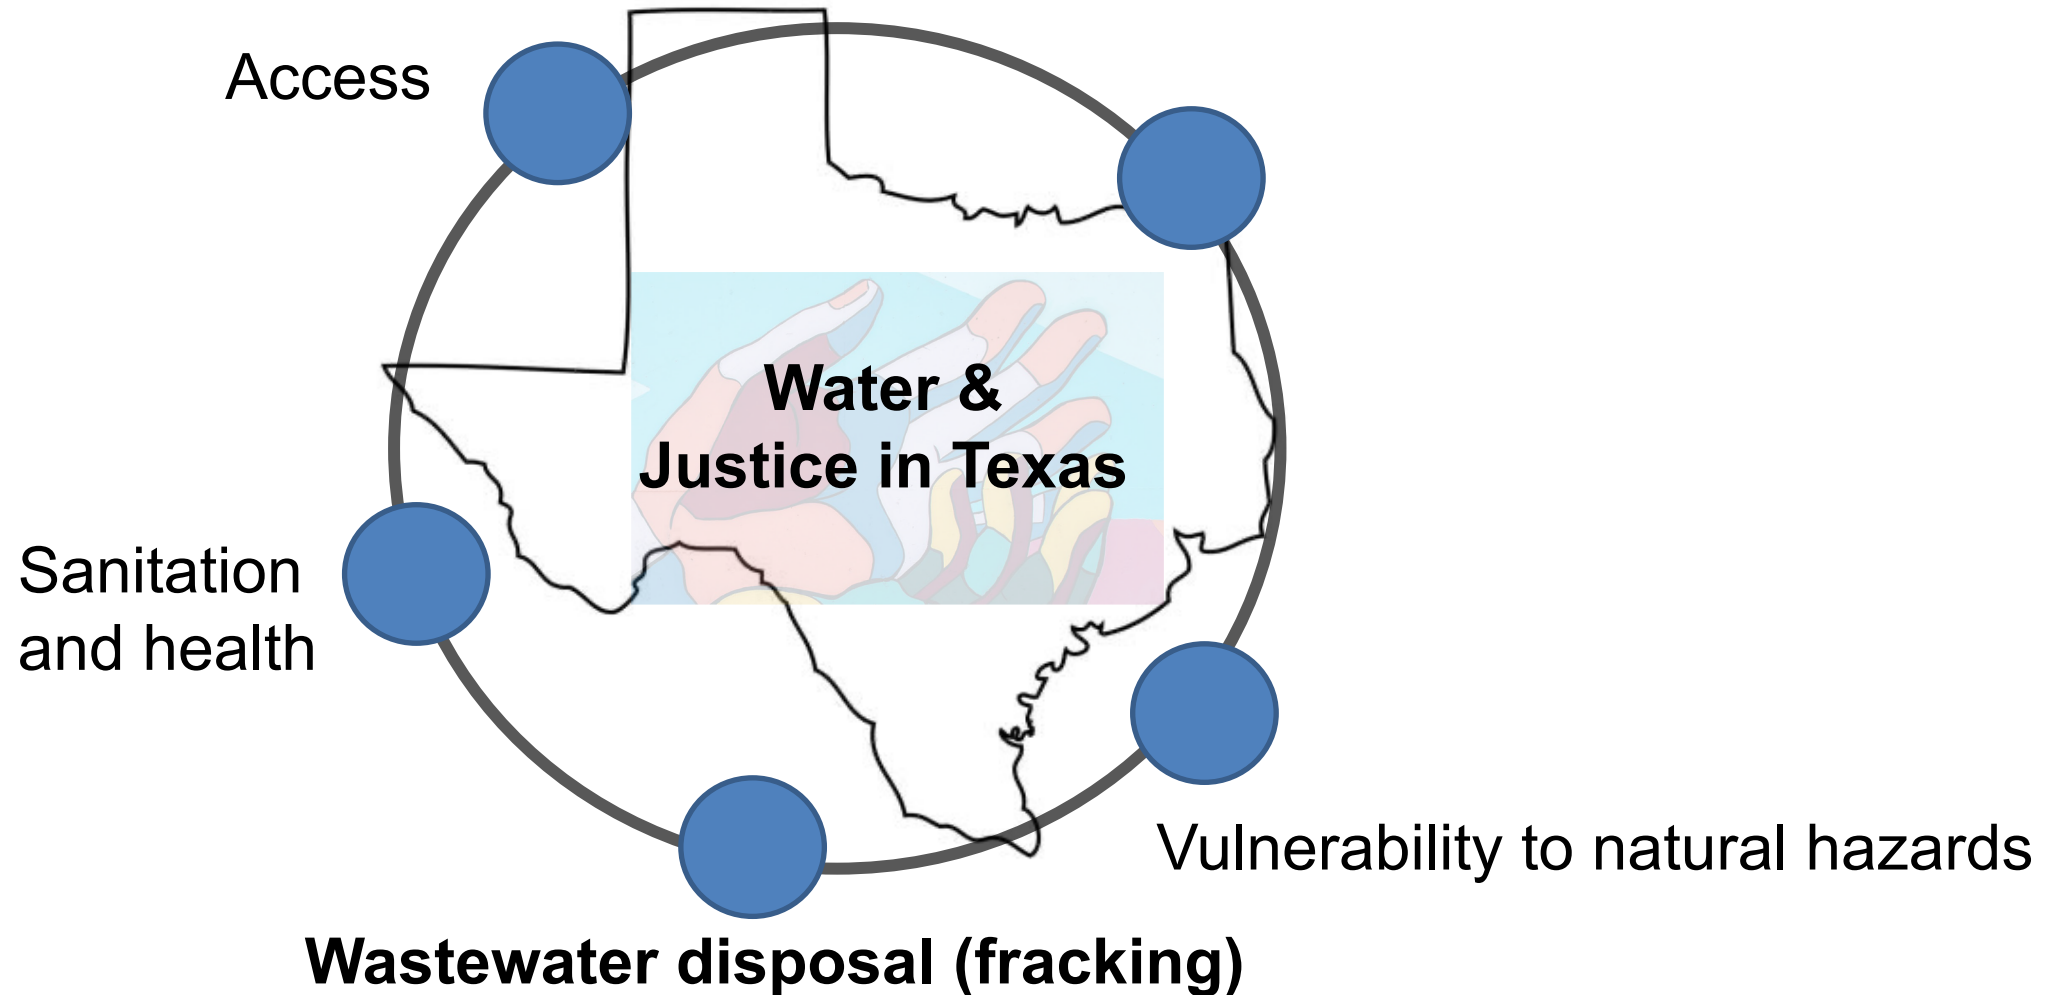 Access
Water &
Justice in Texas
Sanitation
and health
Vulnerability to natural hazards
Wastewater disposal (fracking)